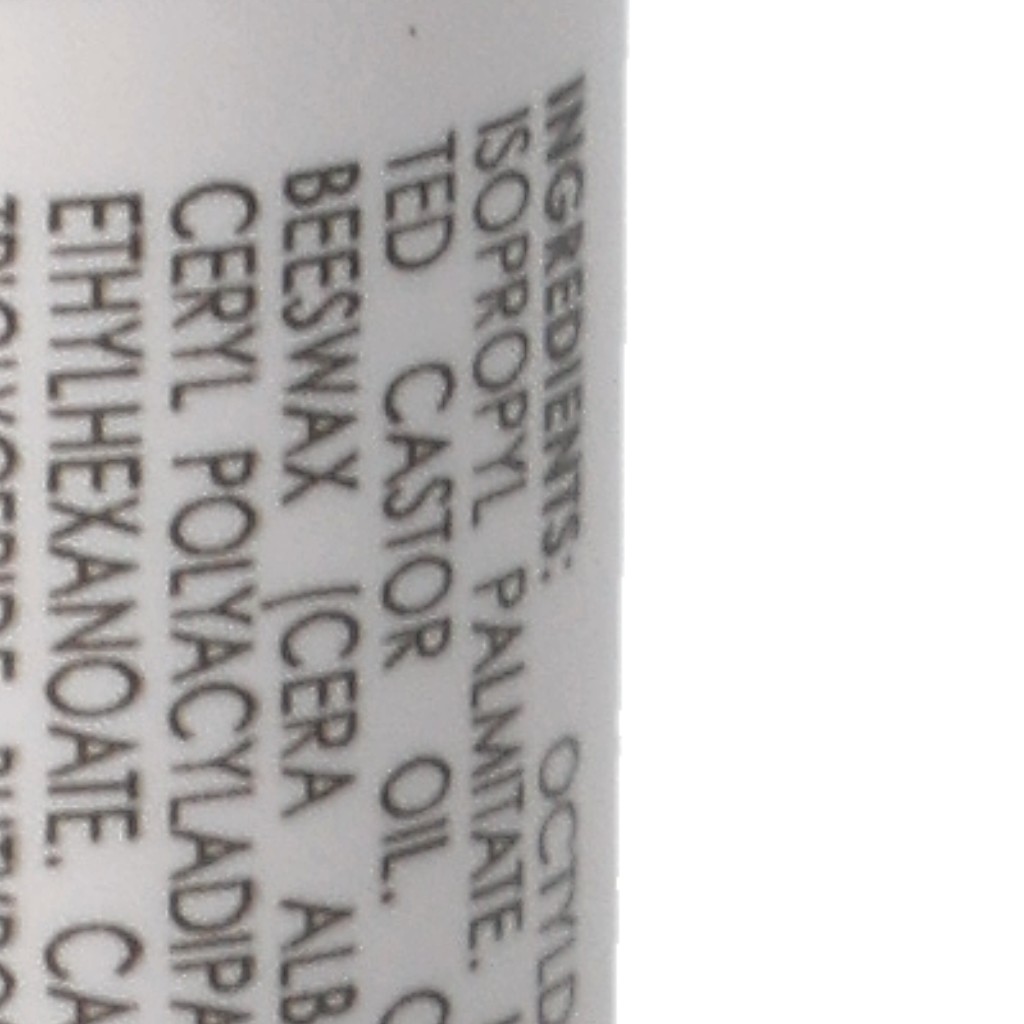 INGREDIENTS: OCTYLD
ISOPROPYL PALMITATE.
TED CASTOR OIL. C
BEESWAX (CERA ALB
CERYL POLYACYLADIPA
ETHYLHEXANOATE. CA